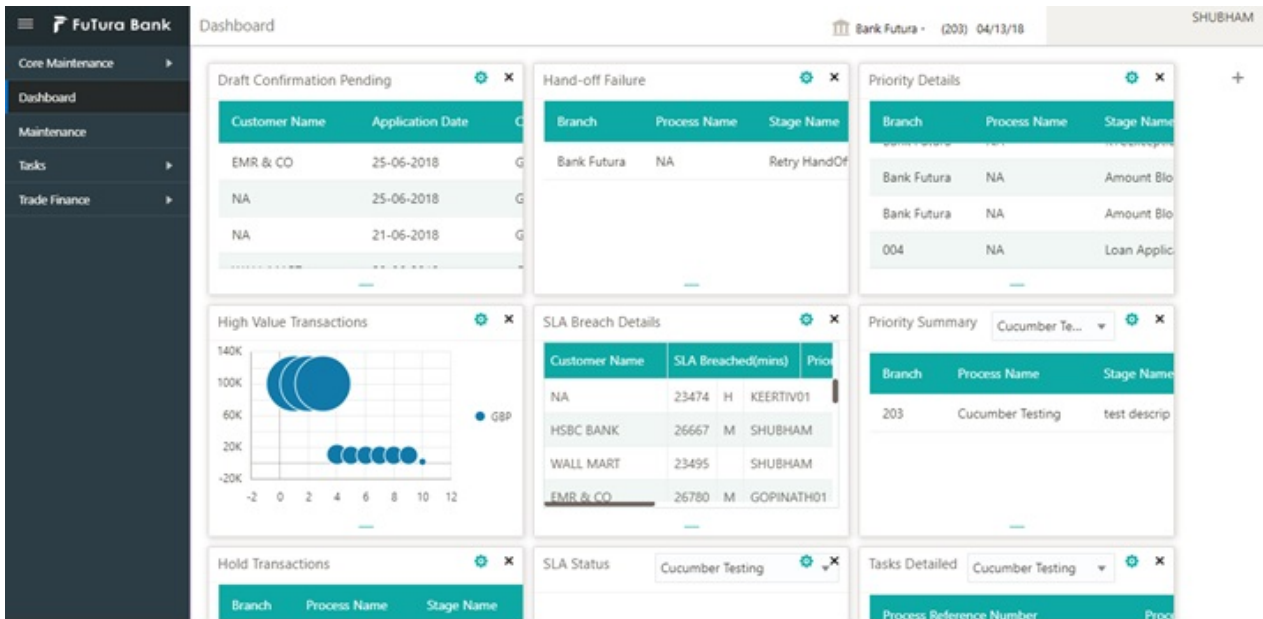 FuTura Bank
Dashboard
Bank Futura - (203) 04/13/18
SHUBHAM
Core Maintenance
Dashboard
Maintenance
Tasks
Trade Finance
Draft Confirmation Pending
Customer Name Application Date
EMR & CO 25-06-2018 G
NA 25-06-2018 G
NA 21-06-2018 G
Hand-off Failure
Branch Process Name Stage Name
Bank Futura NA Retry HandOf
Priority Details
Branch Process Name Stage Name
Bank Futura NA Amount Blo
Bank Futura NA Amount Blo
004 NA Loan Applic
High Value Transactions
140K
100K
60K
20K
-20K
-2 0 2 4 6 8 10 12
GBP
SLA Breach Details
Customer Name SLA Breached(mins) Prior
NA 23474 H KEERTIV01
HSBC BANK 26667 M SHUBHAM
WALL MART 23495 SHUBHAM
EMR & CO 26780 M GOPINATH01
Priority Summary Cucumber Te...
Branch Process Name Stage Name
203 Cucumber Testing test descrip
Hold Transactions
Branch Process Name Stage Name
SLA Status Cucumber Testing
Tasks Detailed Cucumber Testing
Process Reference Number Proce